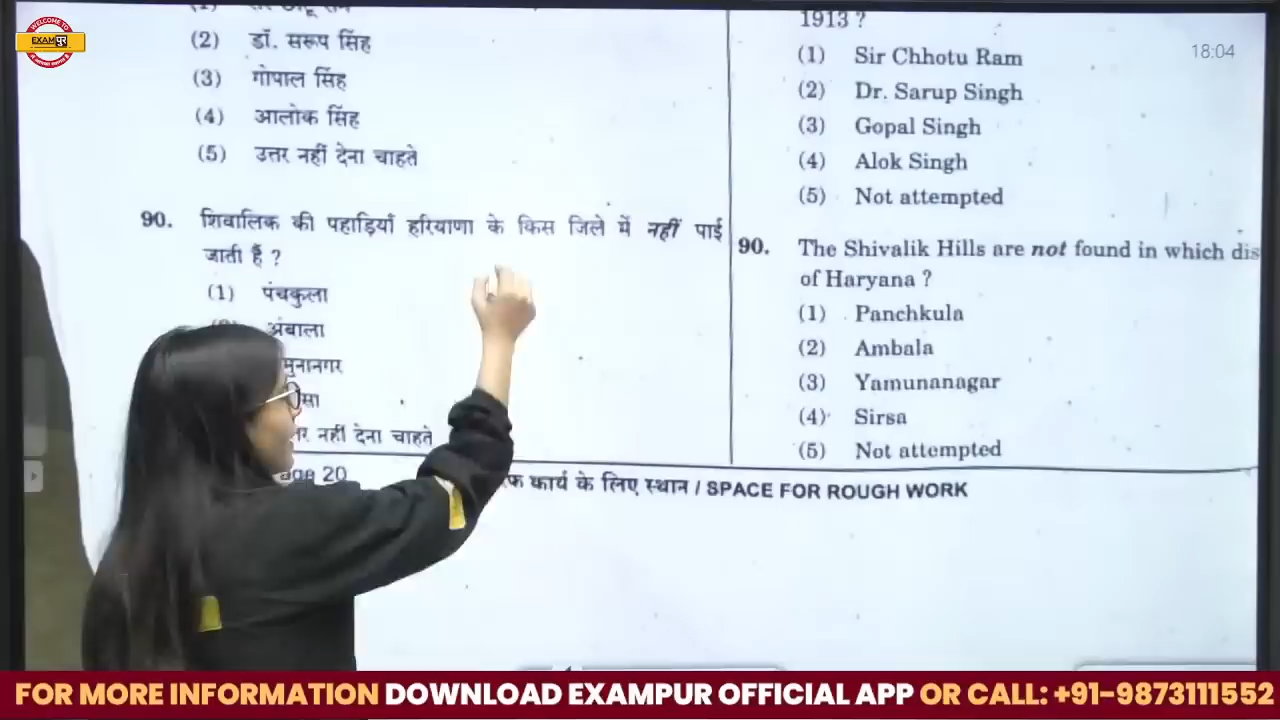 WELCOME TO
EXAMपुर
18:04
(2) डॉ. सरूप सिंह
(3) गोपाल सिंह
(4) आलोक सिंह
(5) उत्तर नहीं देना चाहते
90. शिवालिक की पहाड़ियाँ हरियाणा के किस जिले में नहीं पाई
जाती हैं ?
(1) पंचकुला
अंबाला
मुनानगर
सा
नहीं देना चाहते
20
1913 ?
(1) Sir Chhotu Ram
(2) Dr. Sarup Singh
(3) Gopal Singh
(4) Alok Singh
(5) Not attempted
90. The Shivalik Hills are not found in which dis
of Haryana ?
(1) Panchkula
(2) Ambala
(3) Yamunanagar
(4) Sirsa
(5) Not attempted
कार्य के लिए स्थान / SPACE FOR ROUGH WORK
FOR MORE INFORMATION DOWNLOAD EXAMPUR OFFICIAL APP OR CALL: +91-9873111552